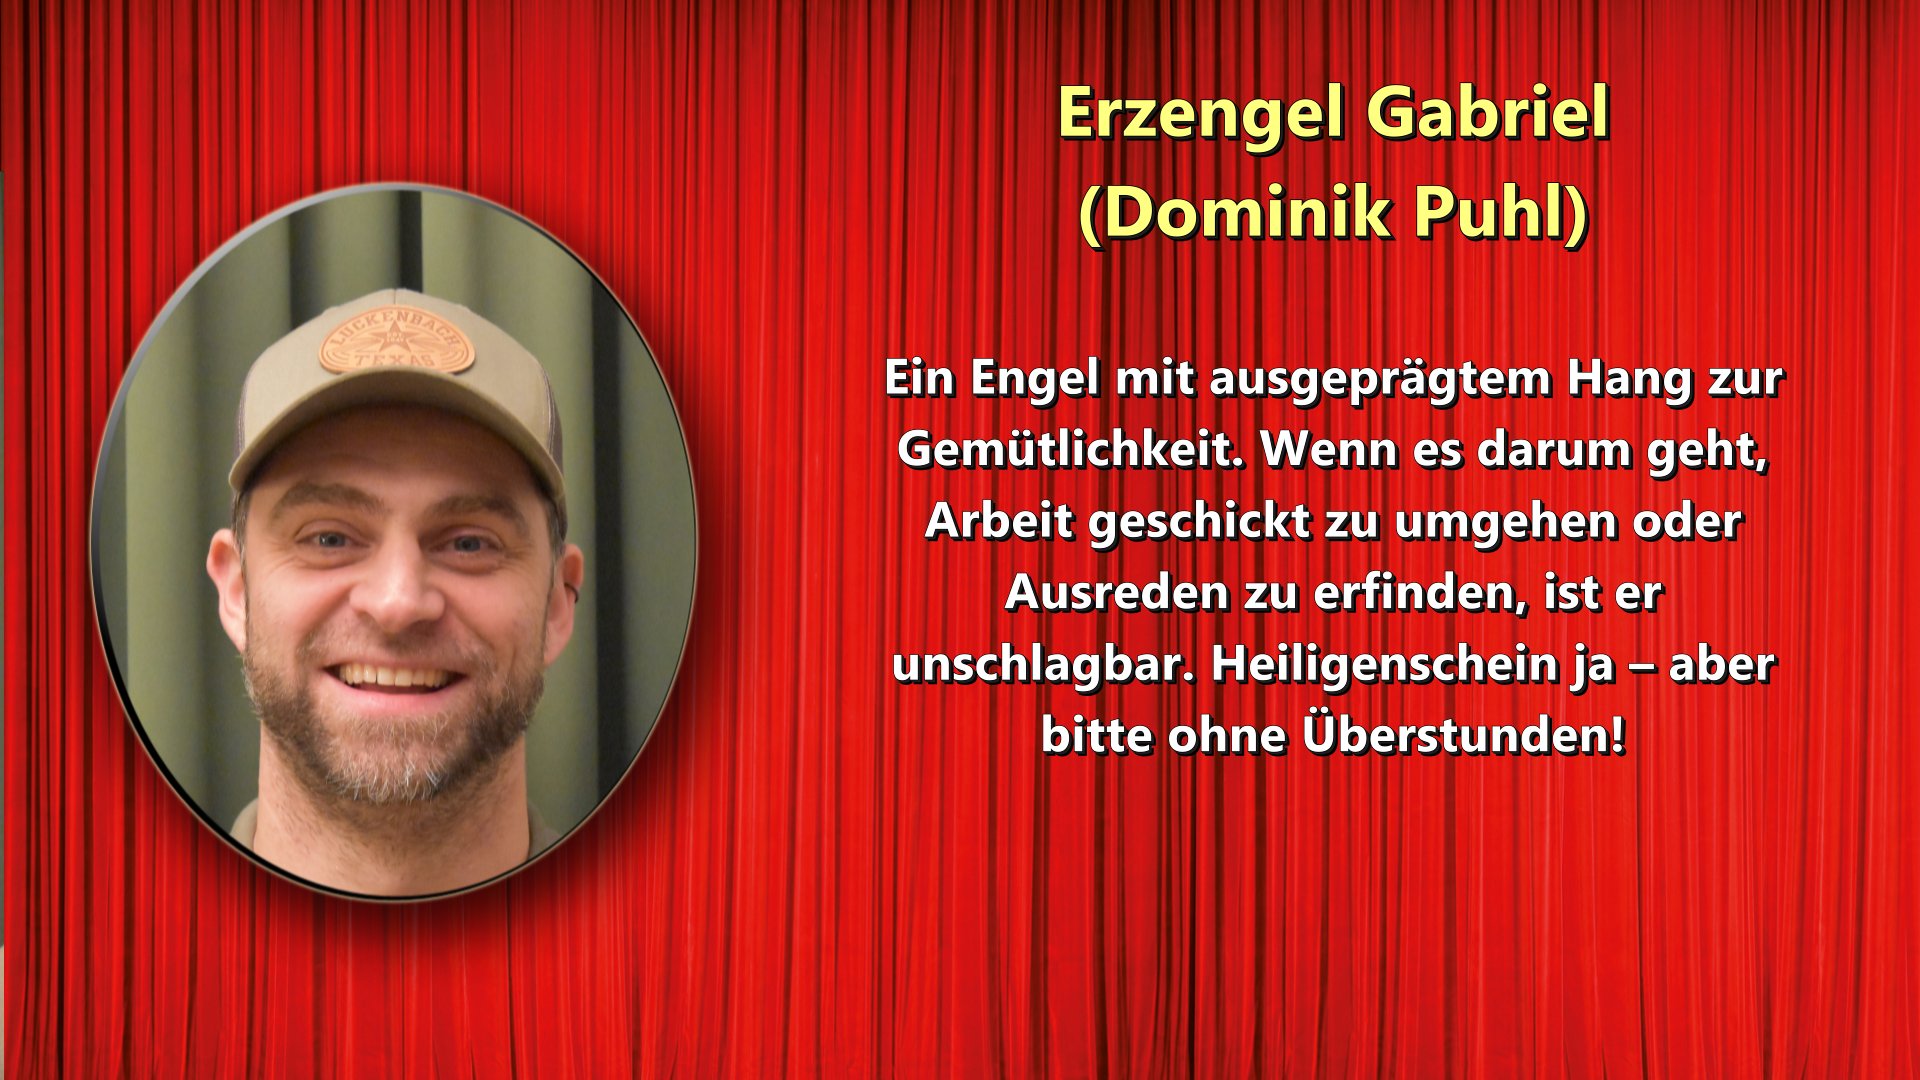 Erzengel Gabriel
(Dominik Puhl)
Ein Engel mit ausgeprägtem Hang zur
Gemütlichkeit. Wenn es darum geht,
Arbeit geschickt zu umgehen oder
Ausreden zu erfinden, ist er
unschlagbar. Heiligenschein ja – aber
bitte ohne Überstunden!
LUCKENBACH
TEXAS